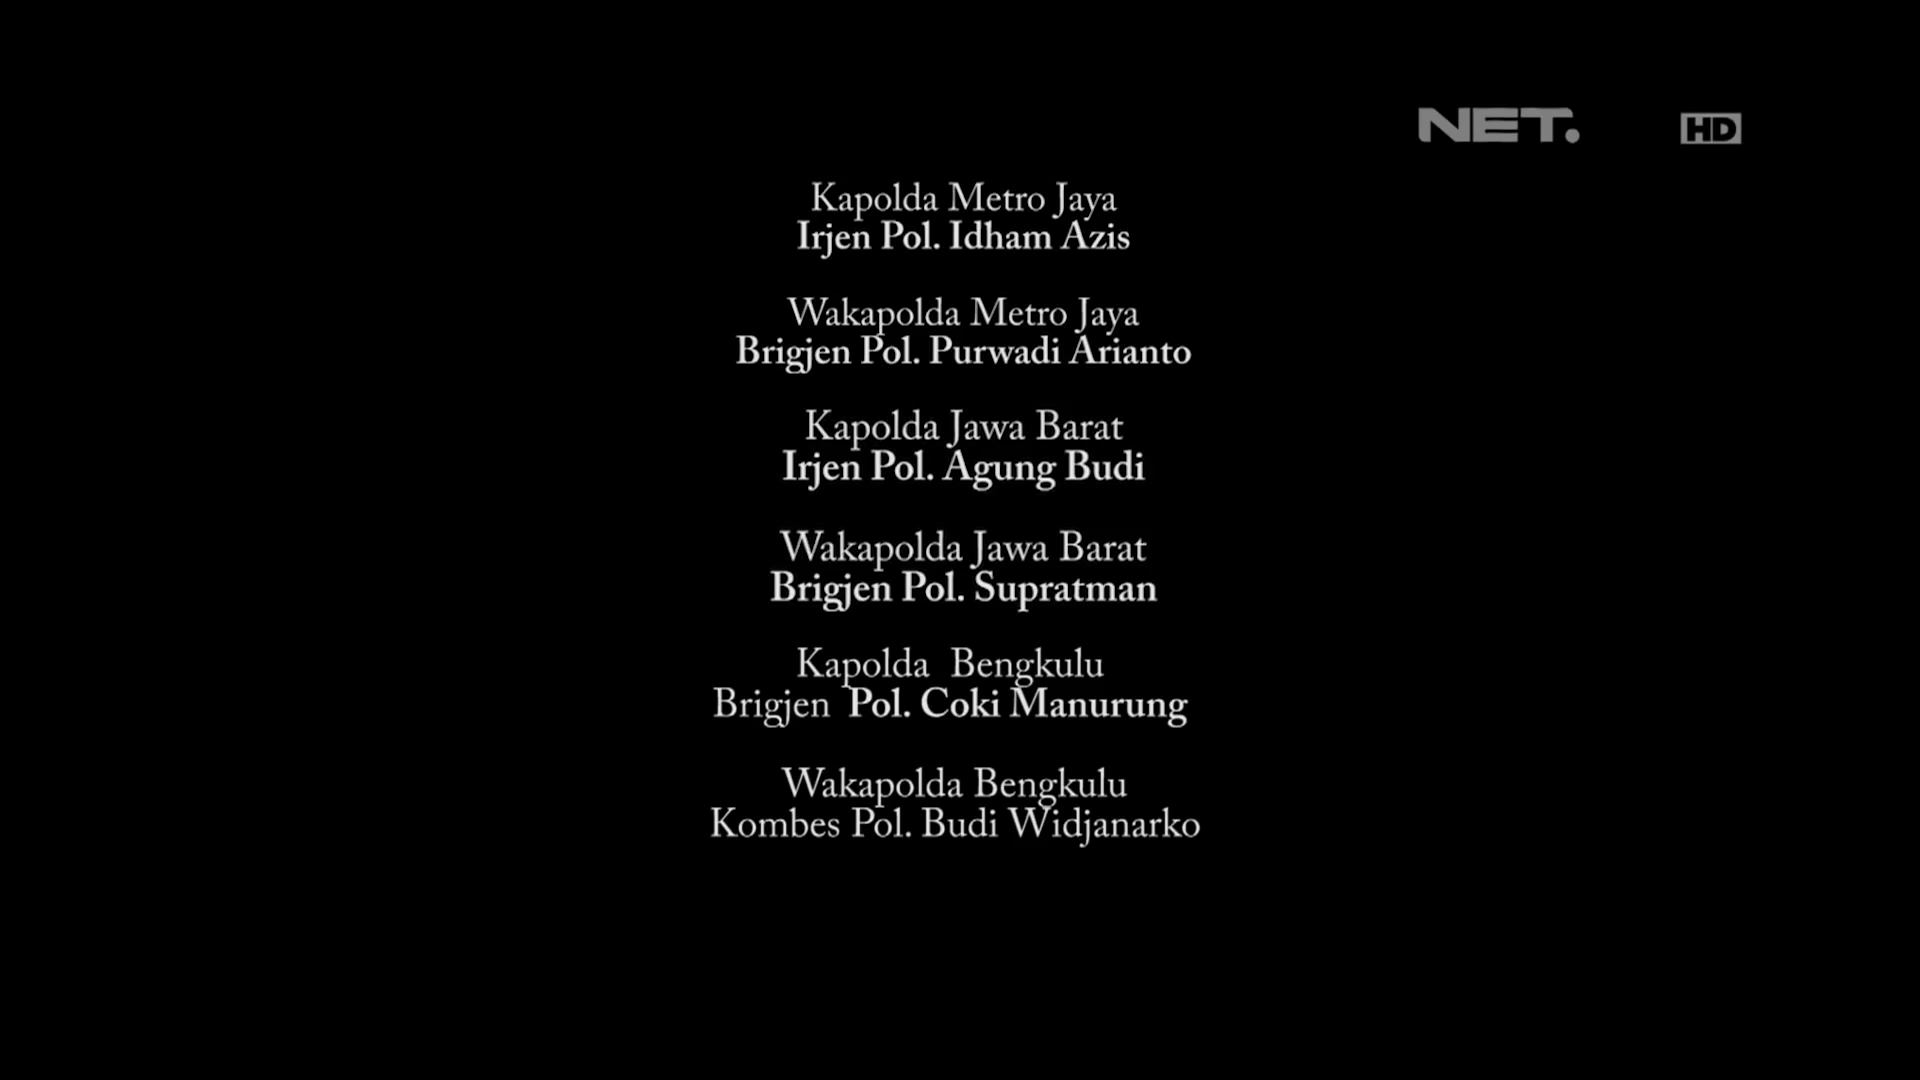 NET. HD
Kapolda Metro Jaya
Irjen Pol. Idham Azis
Wakapolda Metro Jaya
Brigjen Pol. Purwadi Arianto
Kapolda Jawa Barat
Irjen Pol. Agung Budi
Wakapolda Jawa Barat
Brigjen Pol. Supratman
Kapolda Bengkulu
Brigjen Pol. Coki Manurung
Wakapolda Bengkulu
Kombes Pol. Budi Widjanarko